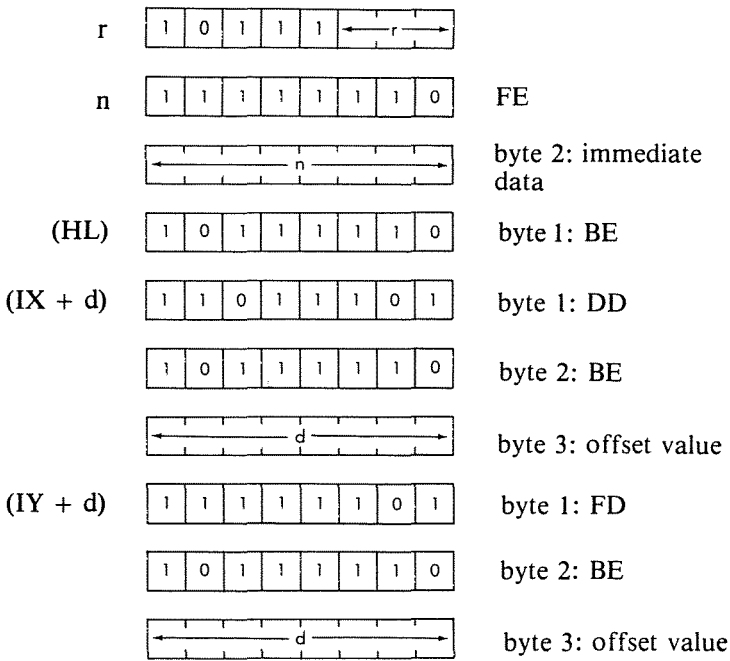 r 1 0 1 1 1 r
n 1 1 1 1 1 1 1 0 FE
n byte 2: immediate
data
(HL) 1 0 1 1 1 1 1 0 byte 1: BE
(IX + d) 1 1 0 1 1 1 0 1 byte 1: DD
1 0 1 1 1 1 1 0 byte 2: BE
d byte 3: offset value
(IY + d) 1 1 1 1 1 1 0 1 byte 1: FD
1 0 1 1 1 1 1 0 byte 2: BE
d byte 3: offset value